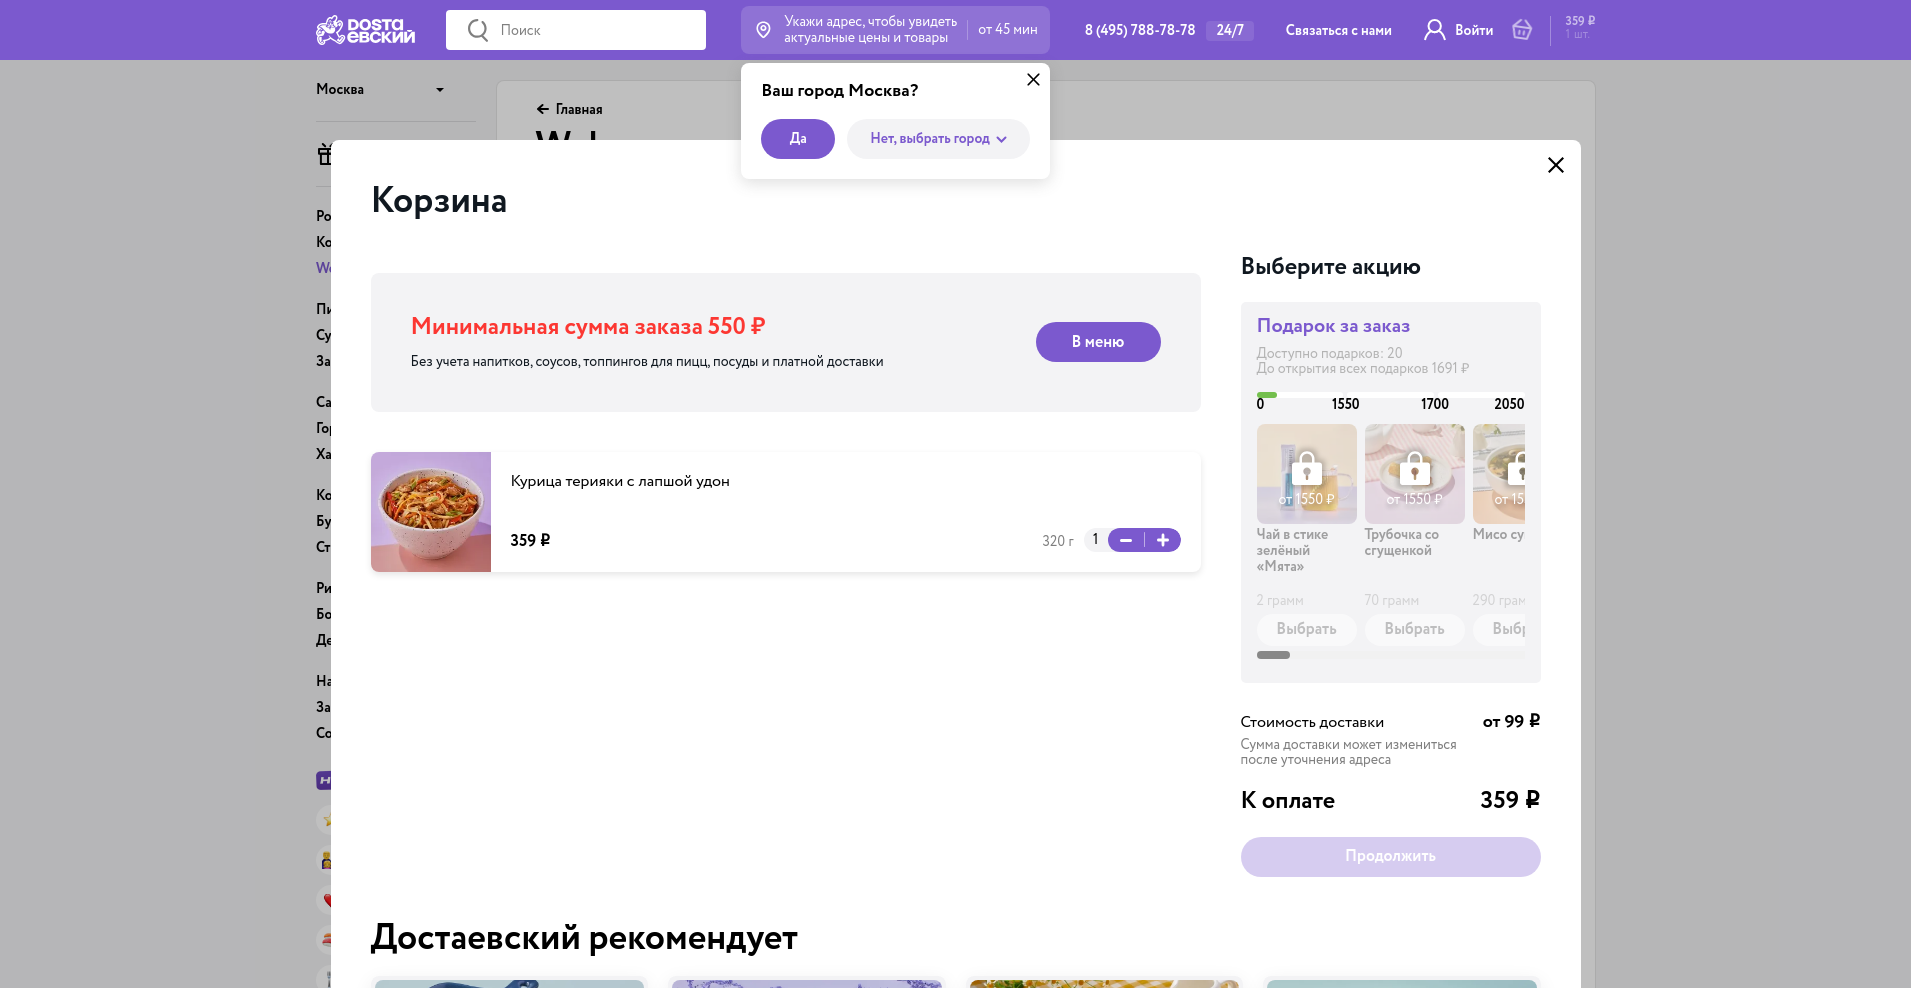 DOSTA
ЕВСКИЙ
Поиск
Укажи адрес, чтобы увидеть
актуальные цены и товары
от 45 мин
8 (495) 788-78-78
24/7
Связаться с нами
Войти
359 ₽
1 шт.
Москва
Главная
Ваш город Москва?
Да
Нет, выбрать город
Корзина
Минимальная сумма заказа 550 ₽
Без учета напитков, соусов, топпингов для пицц, посуды и платной доставки
В меню
Курица терияки с лапшой удон
359 ₽
320 г
1
Выберите акцию
Подарок за заказ
Доступно подарков: 20
До открытия всех подарков 1691 ₽
0
1550
1700
2050
от 1550 ₽
от 1550 ₽
от 15
Чай в стике
зелёный
«Мята»
Трубочка со
сгущенкой
Мисо су
2 грамм
70 грамм
290 грам
Выбрать
Выбрать
Выбр
Стоимость доставки
от 99 ₽
Сумма доставки может измениться
после уточнения адреса
К оплате
359 ₽
Продолжить
Достаевский рекомендует